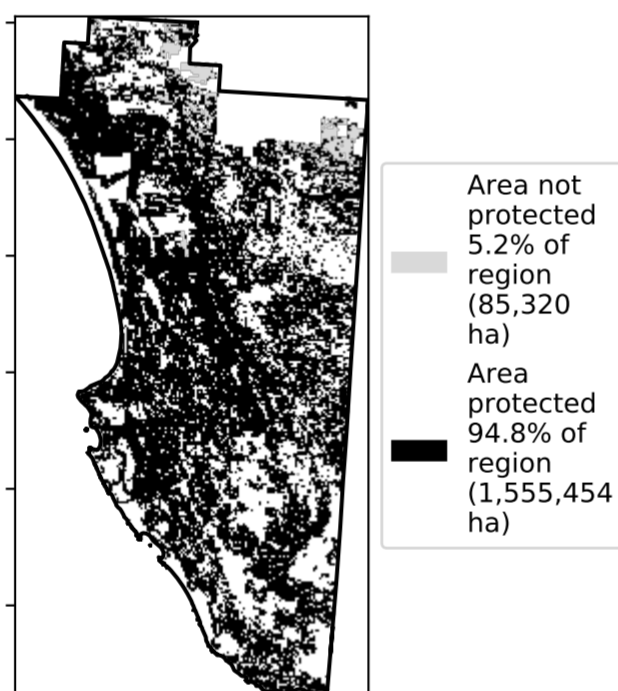 Area not
protected
5.2% of
region
(85,320
ha)
Area
protected
94.8% of
region
(1,555,454
ha)